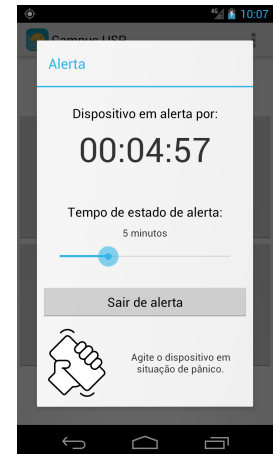 4G 10:07
Campus USP
Alerta
Dispositivo em alerta por:
00:04:57
Tempo de estado de alerta:
5 minutos
Sair de alerta
Agite o dispositivo em
situação de pânico.